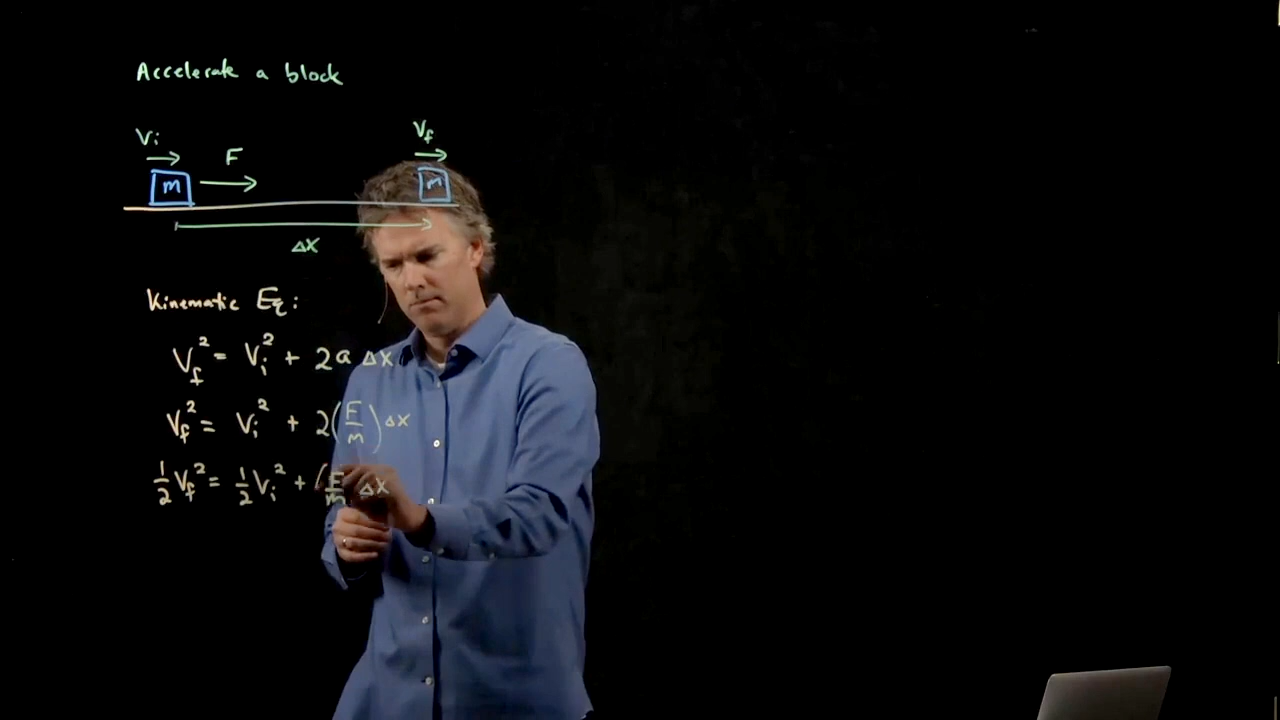 Accelerate a block
Vi Vf
F
m m
Δx
Kinematic Eq:
Vf² = Vi² + 2a Δx
Vf² = Vi² + 2(F/m)Δx
½Vf² = ½Vi² + (F/m Δx